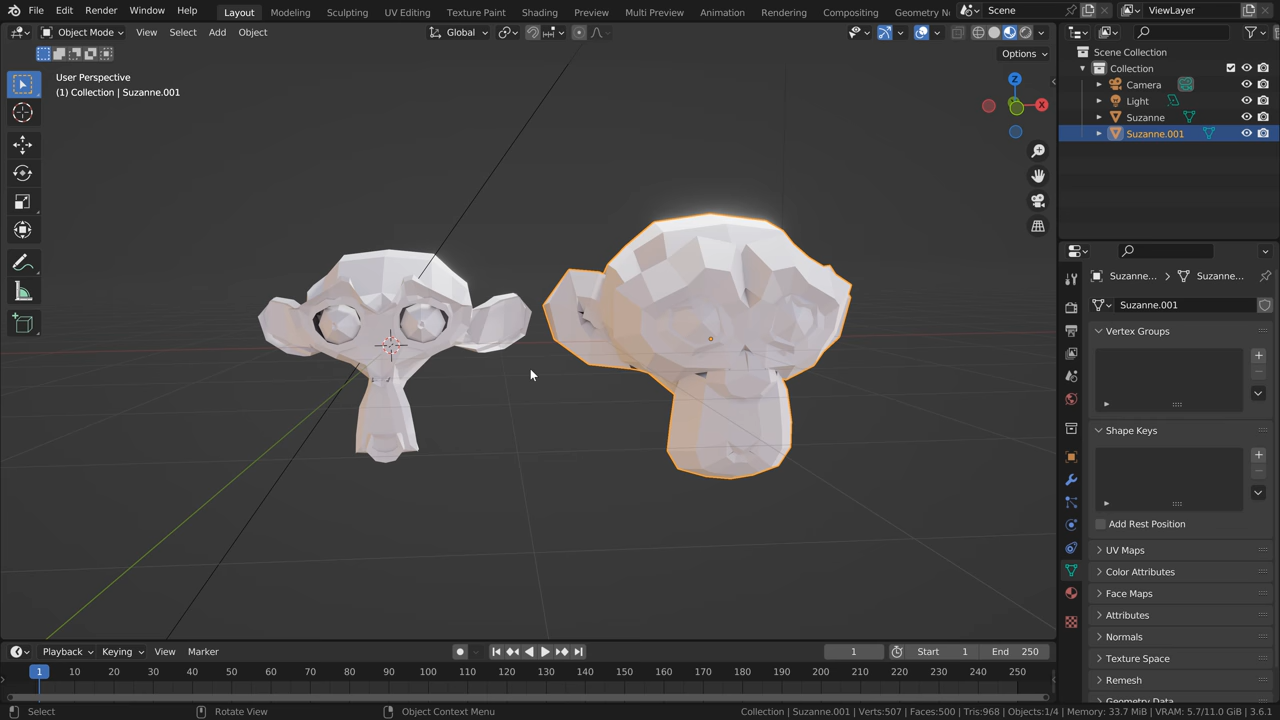 File Edit Render Window Help Layout Modeling Sculpting UV Editing Texture Paint Shading Preview Multi Preview Animation Rendering Compositing Geometry N Scene ViewLayer
Object Mode View Select Add Object Global
Options
User Perspective
(1) Collection | Suzanne.001
Z
X
Scene Collection
Collection
Camera
Light
Suzanne
Suzanne.001
Suzanne... Suzanne...
Suzanne.001
Vertex Groups
Shape Keys
Add Rest Position
UV Maps
Color Attributes
Face Maps
Attributes
Normals
Texture Space
Remesh
Geometry Data
Playback Keying View Marker 1 Start 1 End 250
1 10 20 30 40 50 60 70 80 90 100 110 120 130 140 150 160 170 180 190 200 210 220 230 240 250
Select Rotate View Object Context Menu Collection | Suzanne.001 | Verts:507 | Faces:500 | Tris:968 | Objects:1/4 | Memory: 33.7 MiB | VRAM: 5.7/11.0 GiB | 3.6.1